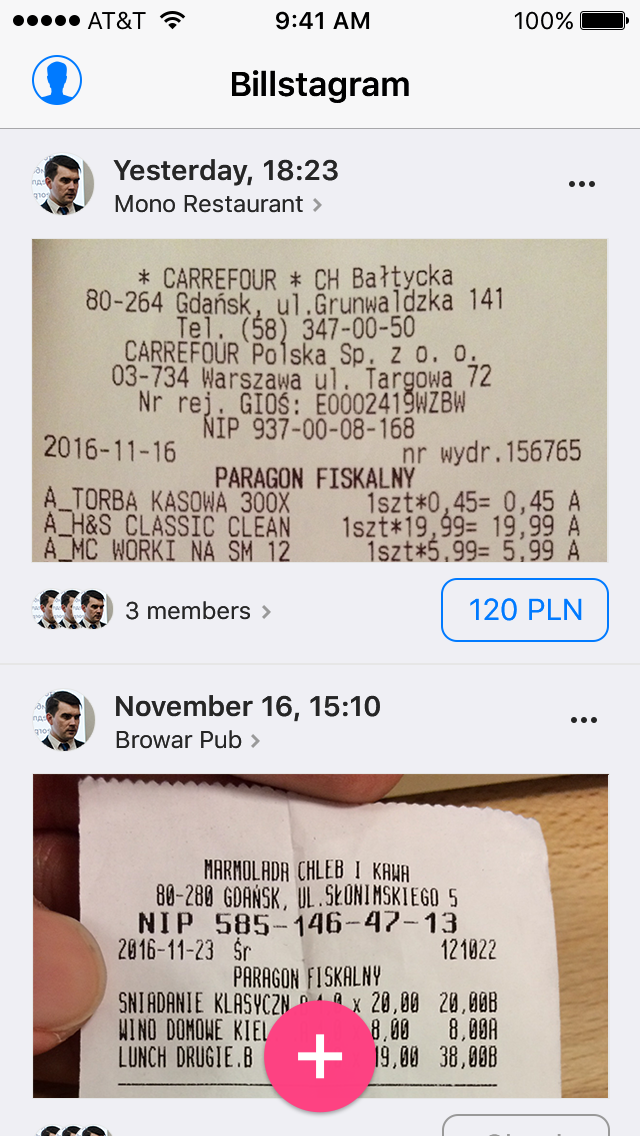 AT&T 9:41 AM 100%
Billstagram
Yesterday, 18:23
Mono Restaurant
* CARREFOUR * CH Bałtycka
80-264 Gdańsk, ul.Grunwaldzka 141
Tel. (58) 347-00-50
CARREFOUR Polska Sp. z o. o.
03-734 Warszawa ul. Targowa 72
Nr rej. GIOŚ: E0002419WZBW
NIP 937-00-08-168
2016-11-16 nr wydr.156765
PARAGON FISKALNY
A_TORBA KASOWA 300X 1szt*0,45= 0,45 A
A_H&S CLASSIC CLEAN 1szt*19,99= 19,99 A
A_MC WORKI NA SM 12 1szt*5,99= 5,99 A
3 members
120 PLN
November 16, 15:10
Browar Pub
MARMOLADA CHLEB I KAWA
80-280 GDAŃSK, UL.SŁONIMSKIEGO 5
NIP 585-146-47-13
2016-11-23 Śr 121022
PARAGON FISKALNY
SNIADANIE KLASYCZN x 20,00 20,00B
WINO DOMOWE KIEL 8,00 8,00A
LUNCH DRUGIE.B 19,00 38,00B